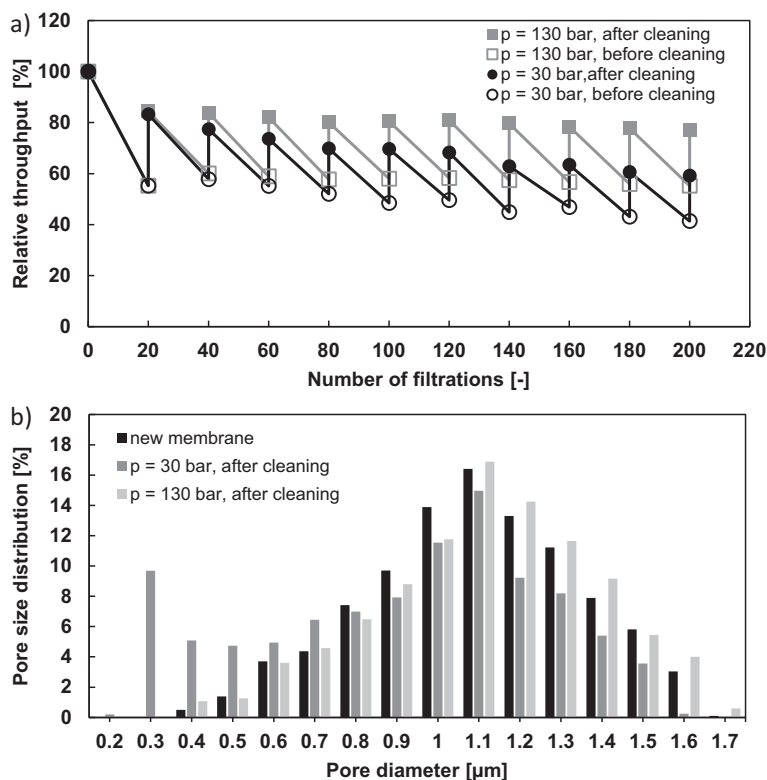 a)
120
100
80
60
40
20
0
Relative throughput [%]
p = 130 bar, after cleaning
p = 130 bar, before cleaning
p = 30 bar,after cleaning
p = 30 bar, before cleaning
0 20 40 60 80 100 120 140 160 180 200 220
Number of filtrations [-]
b)
20
18
16
14
12
10
8
6
4
2
0
Pore size distribution [%]
new membrane
p = 30 bar, after cleaning
p = 130 bar, after cleaning
0.2 0.3 0.4 0.5 0.6 0.7 0.8 0.9 1 1.1 1.2 1.3 1.4 1.5 1.6 1.7
Pore diameter [µm]